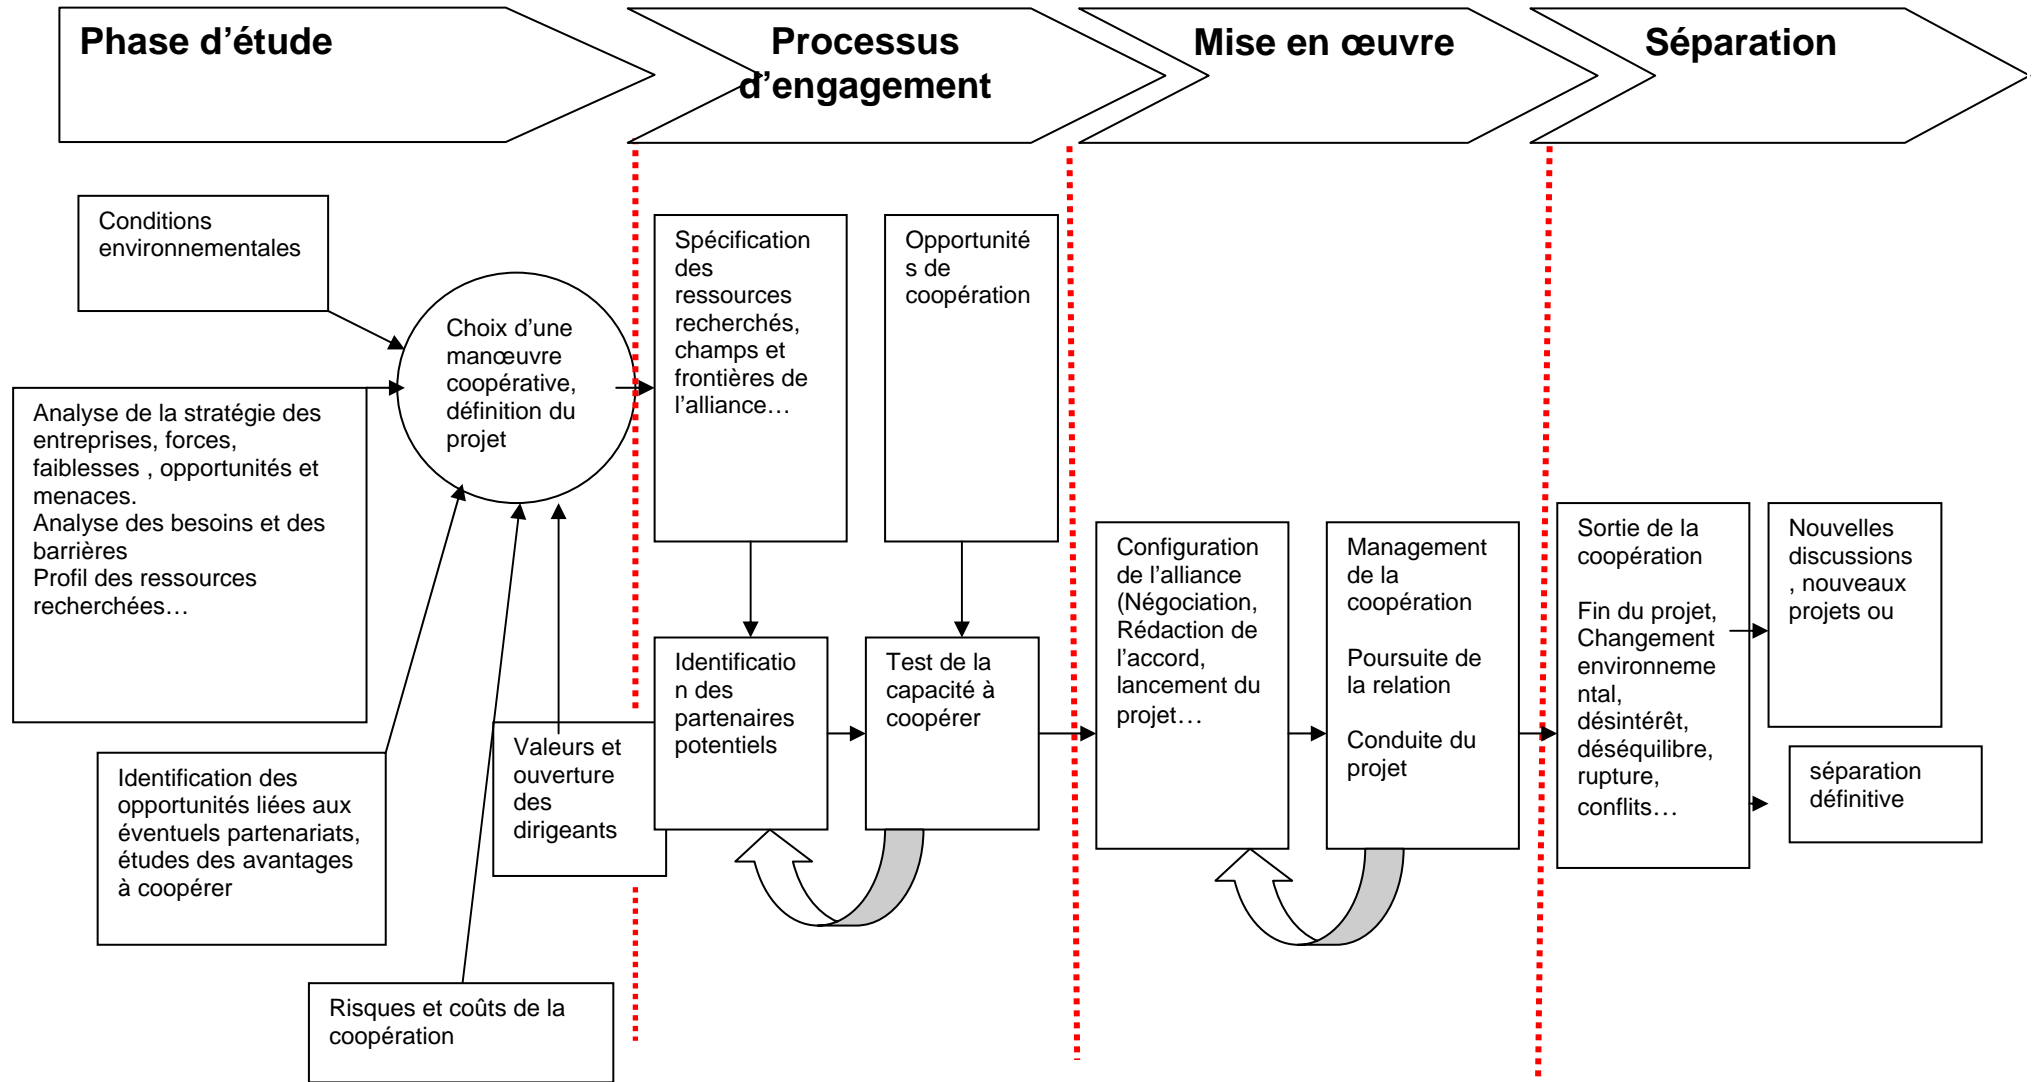 Phase d’étude
Processus
d’engagement
Mise en œuvre
Séparation
Conditions
environnementales
Choix d’une
manœuvre
coopérative,
définition du
projet
Analyse de la stratégie des
entreprises, forces,
faiblesses , opportunités et
menaces.
Analyse des besoins et des
barrières
Profil des ressources
recherchées…
Identification des
opportunités liées aux
éventuels partenariats,
études des avantages
à coopérer
Risques et coûts de la
coopération
Valeurs et
ouverture
des
dirigeants
Spécification
des
ressources
recherchés,
champs et
frontières de
l’alliance…
Opportunité
s de
coopération
Identificatio
n des
partenaires
potentiels
Test de la
capacité à
coopérer
Configuration
de l’alliance
(Négociation,
Rédaction de
l’accord,
lancement du
projet…
Management
de la
coopération
Poursuite de
la relation
Conduite du
projet
Sortie de la
coopération
Fin du projet,
Changement
environneme
ntal,
désintérêt,
déséquilibre,
rupture,
conflits…
Nouvelles
discussions
, nouveaux
projets ou
séparation
définitive